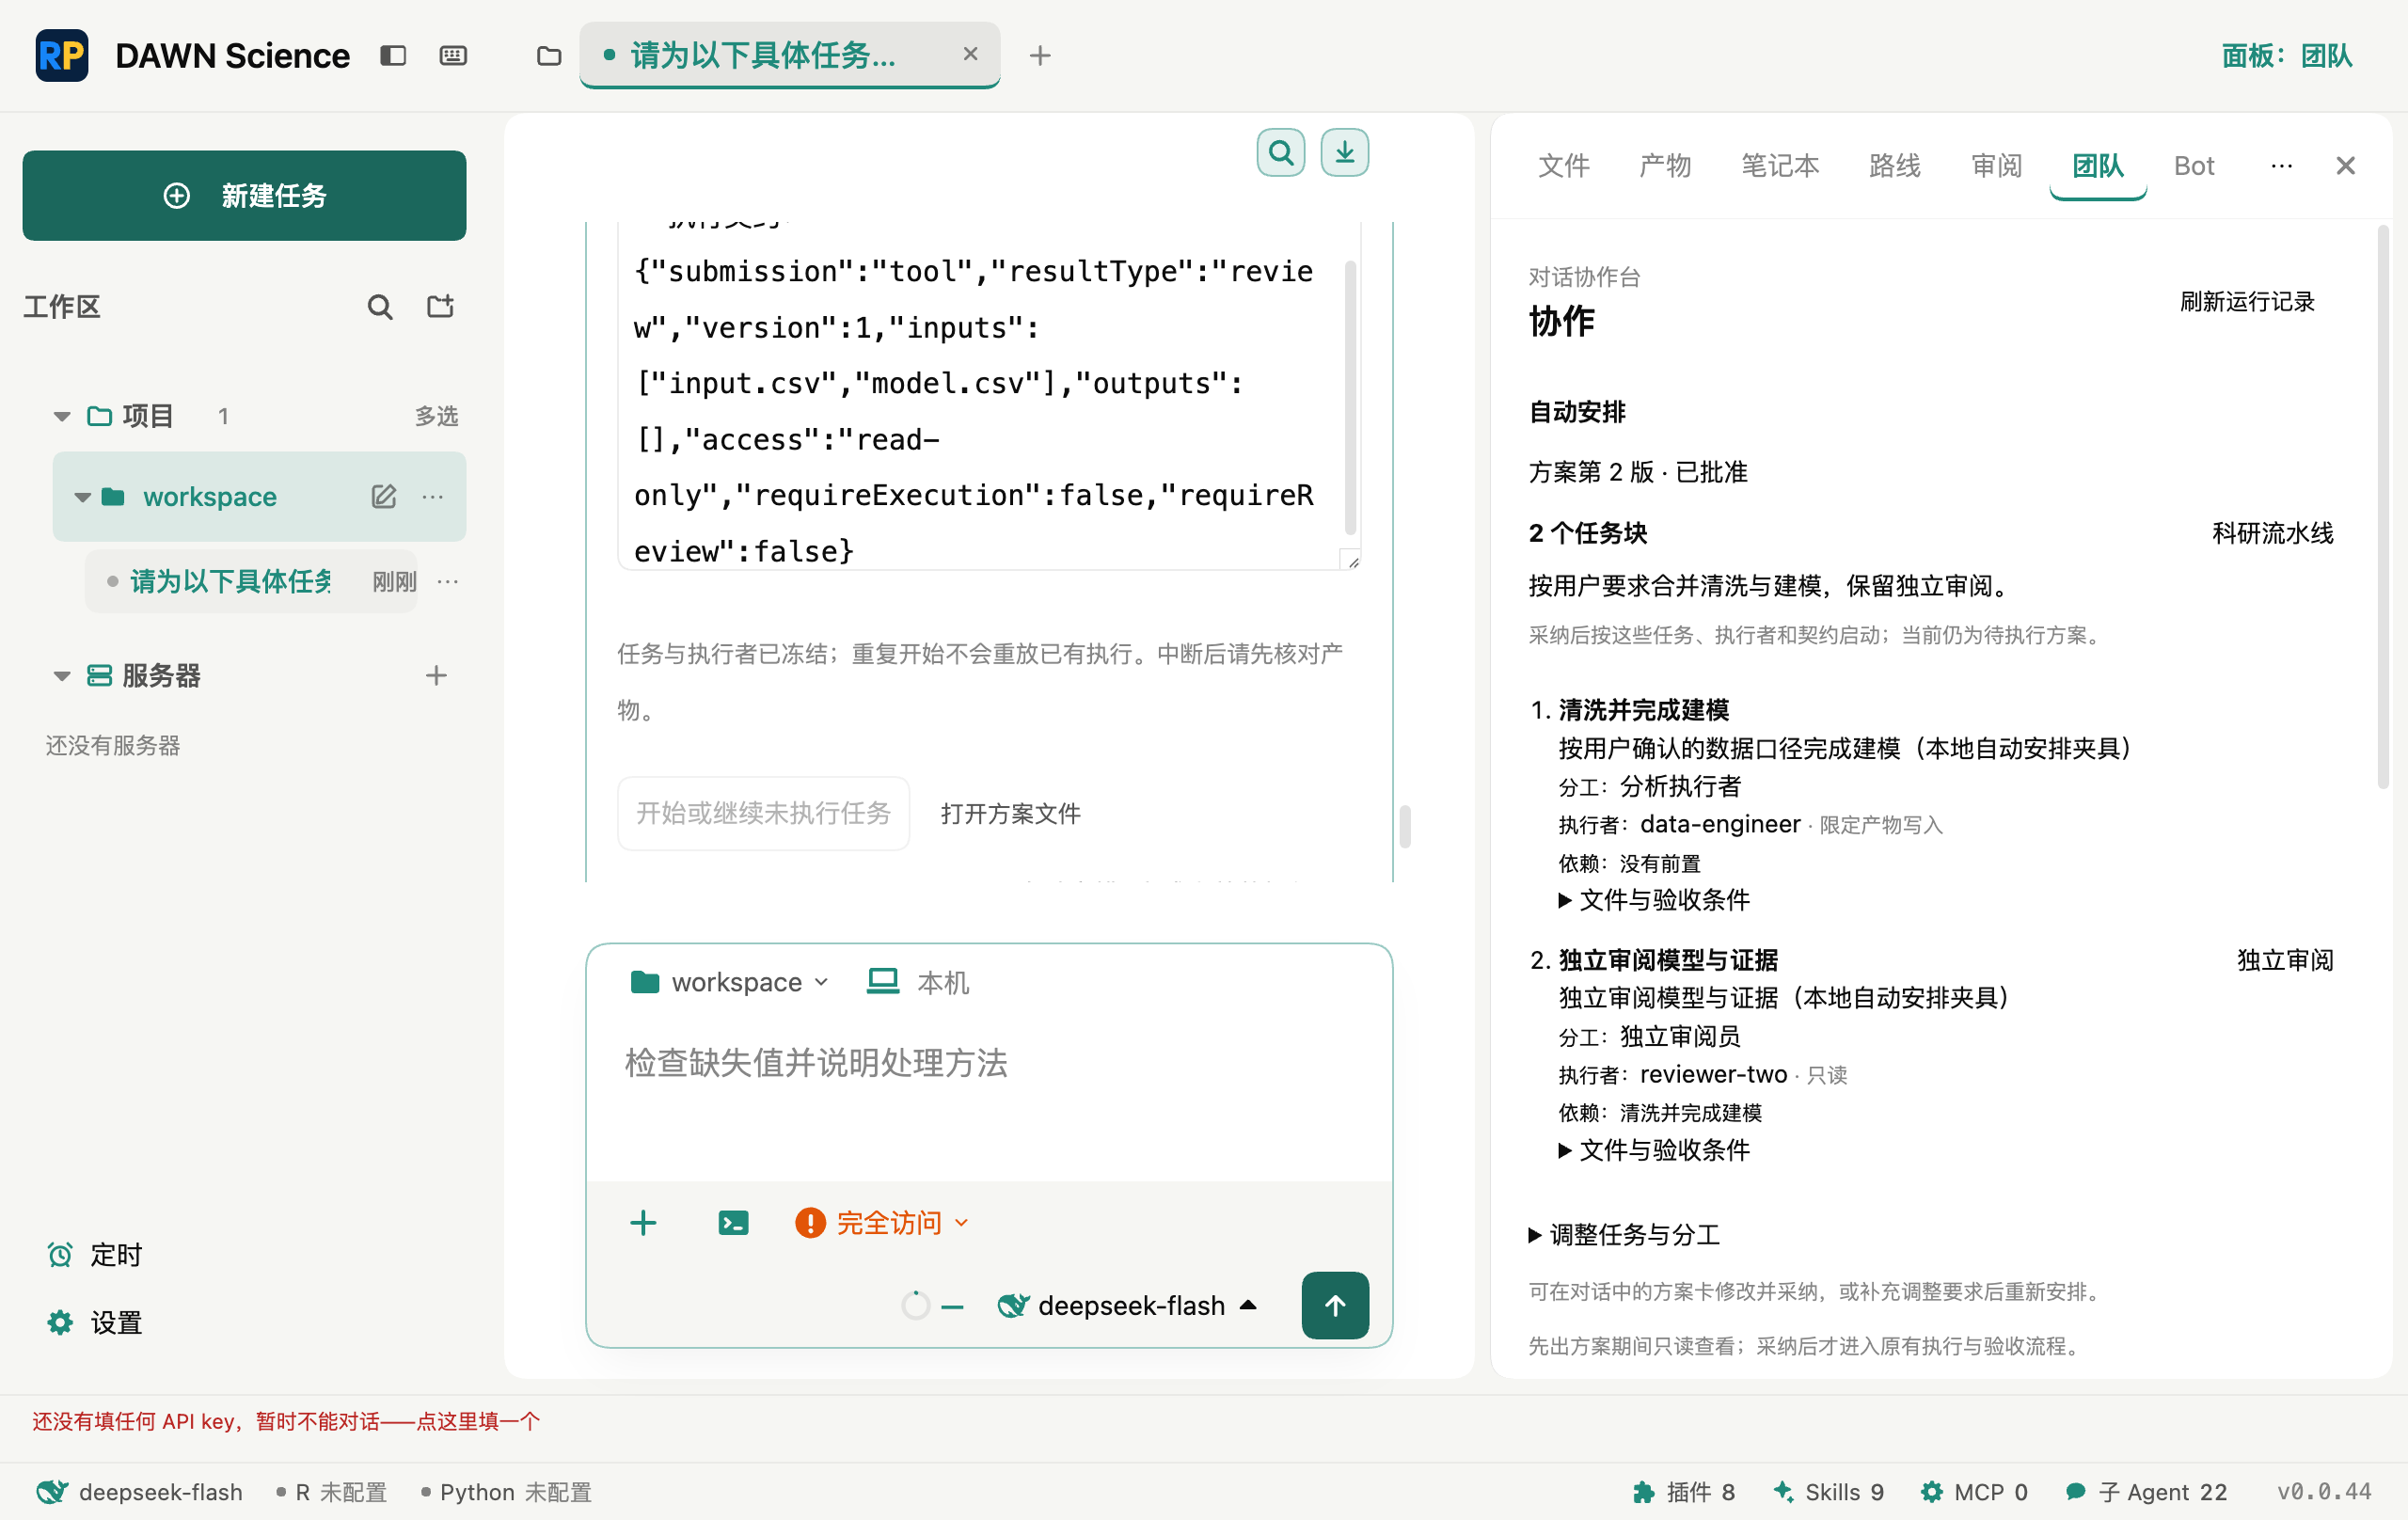 RP DAWN Science
请为以下具体任务...
面板：团队
新建任务
工作区
项目 1 多选
workspace
请为以下具体任务 刚刚
服务器
还没有服务器
定时
设置
{"submission":"tool","resultType":"revie
w","version":1,"inputs":
["input.csv","model.csv"],"outputs":
[],"access":"read-
only","requireExecution":false,"requireR
eview":false}
任务与执行者已冻结；重复开始不会重放已有执行。中断后请先核对产
物。
开始或继续未执行任务 打开方案文件
workspace 本机
检查缺失值并说明处理方法
完全访问
deepseek-flash
文件 产物 笔记本 路线 审阅 团队 Bot ...
对话协作台
协作
刷新运行记录
自动安排
方案第 2 版 · 已批准
2 个任务块 科研流水线
按用户要求合并清洗与建模，保留独立审阅。
采纳后按这些任务、执行者和契约启动；当前仍为待执行方案。
1. 清洗并完成建模
按用户确认的数据口径完成建模（本地自动安排夹具）
分工：分析执行者
执行者：data-engineer · 限定产物写入
依赖：没有前置
文件与验收条件
2. 独立审阅模型与证据 独立审阅
独立审阅模型与证据（本地自动安排夹具）
分工：独立审阅员
执行者：reviewer-two · 只读
依赖：清洗并完成建模
文件与验收条件
调整任务与分工
可在对话中的方案卡修改并采纳，或补充调整要求后重新安排。
先出方案期间只读查看；采纳后才进入原有执行与验收流程。
还没有填任何 API key，暂时不能对话——点这里填一个
deepseek-flash R 未配置 Python 未配置
插件 8 Skills 9 MCP 0 子 Agent 22 v0.0.44